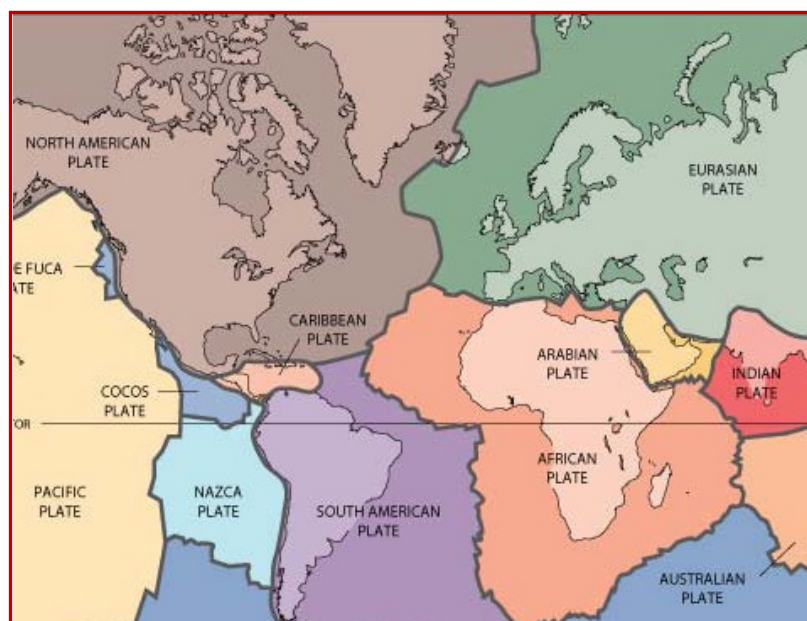 NORTH AMERICAN
PLATE
EURASIAN
PLATE
E FUCA
ATE
CARIBBEAN
PLATE
ARABIAN
PLATE
INDIAN
PLATE
COCOS
PLATE
TOR
AFRICAN
PLATE
PACIFIC
PLATE
NAZCA
PLATE
SOUTH AMERICAN
PLATE
AUSTRALIAN
PLATE